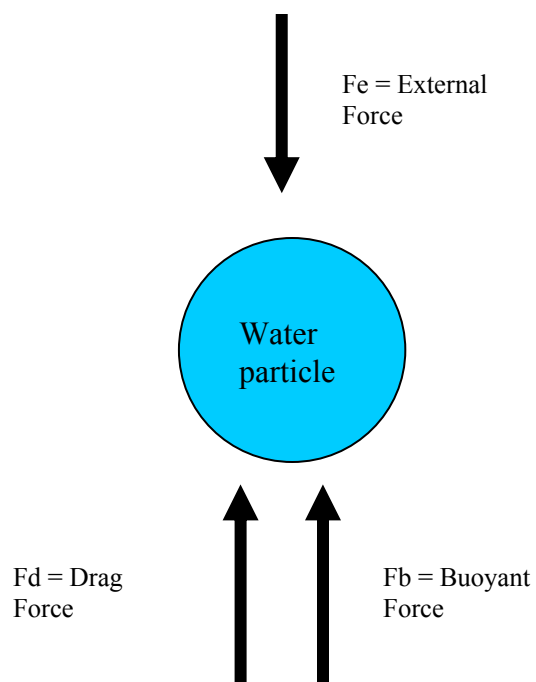 Fe = External
Force
Water
particle
Fd = Drag
Force
Fb = Buoyant
Force